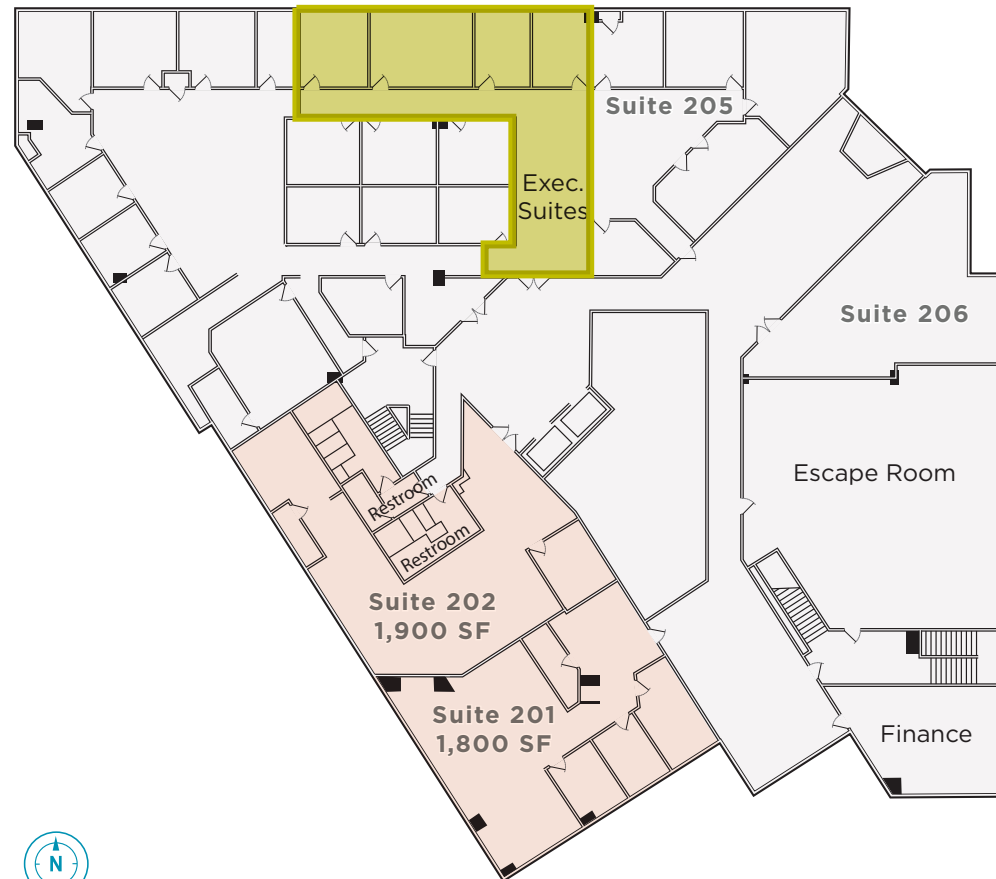 Suite 205
Exec.
Suites
Suite 206
Escape Room
Restroom
Restroom
Suite 202
1,900 SF
Suite 201
1,800 SF
Finance
N